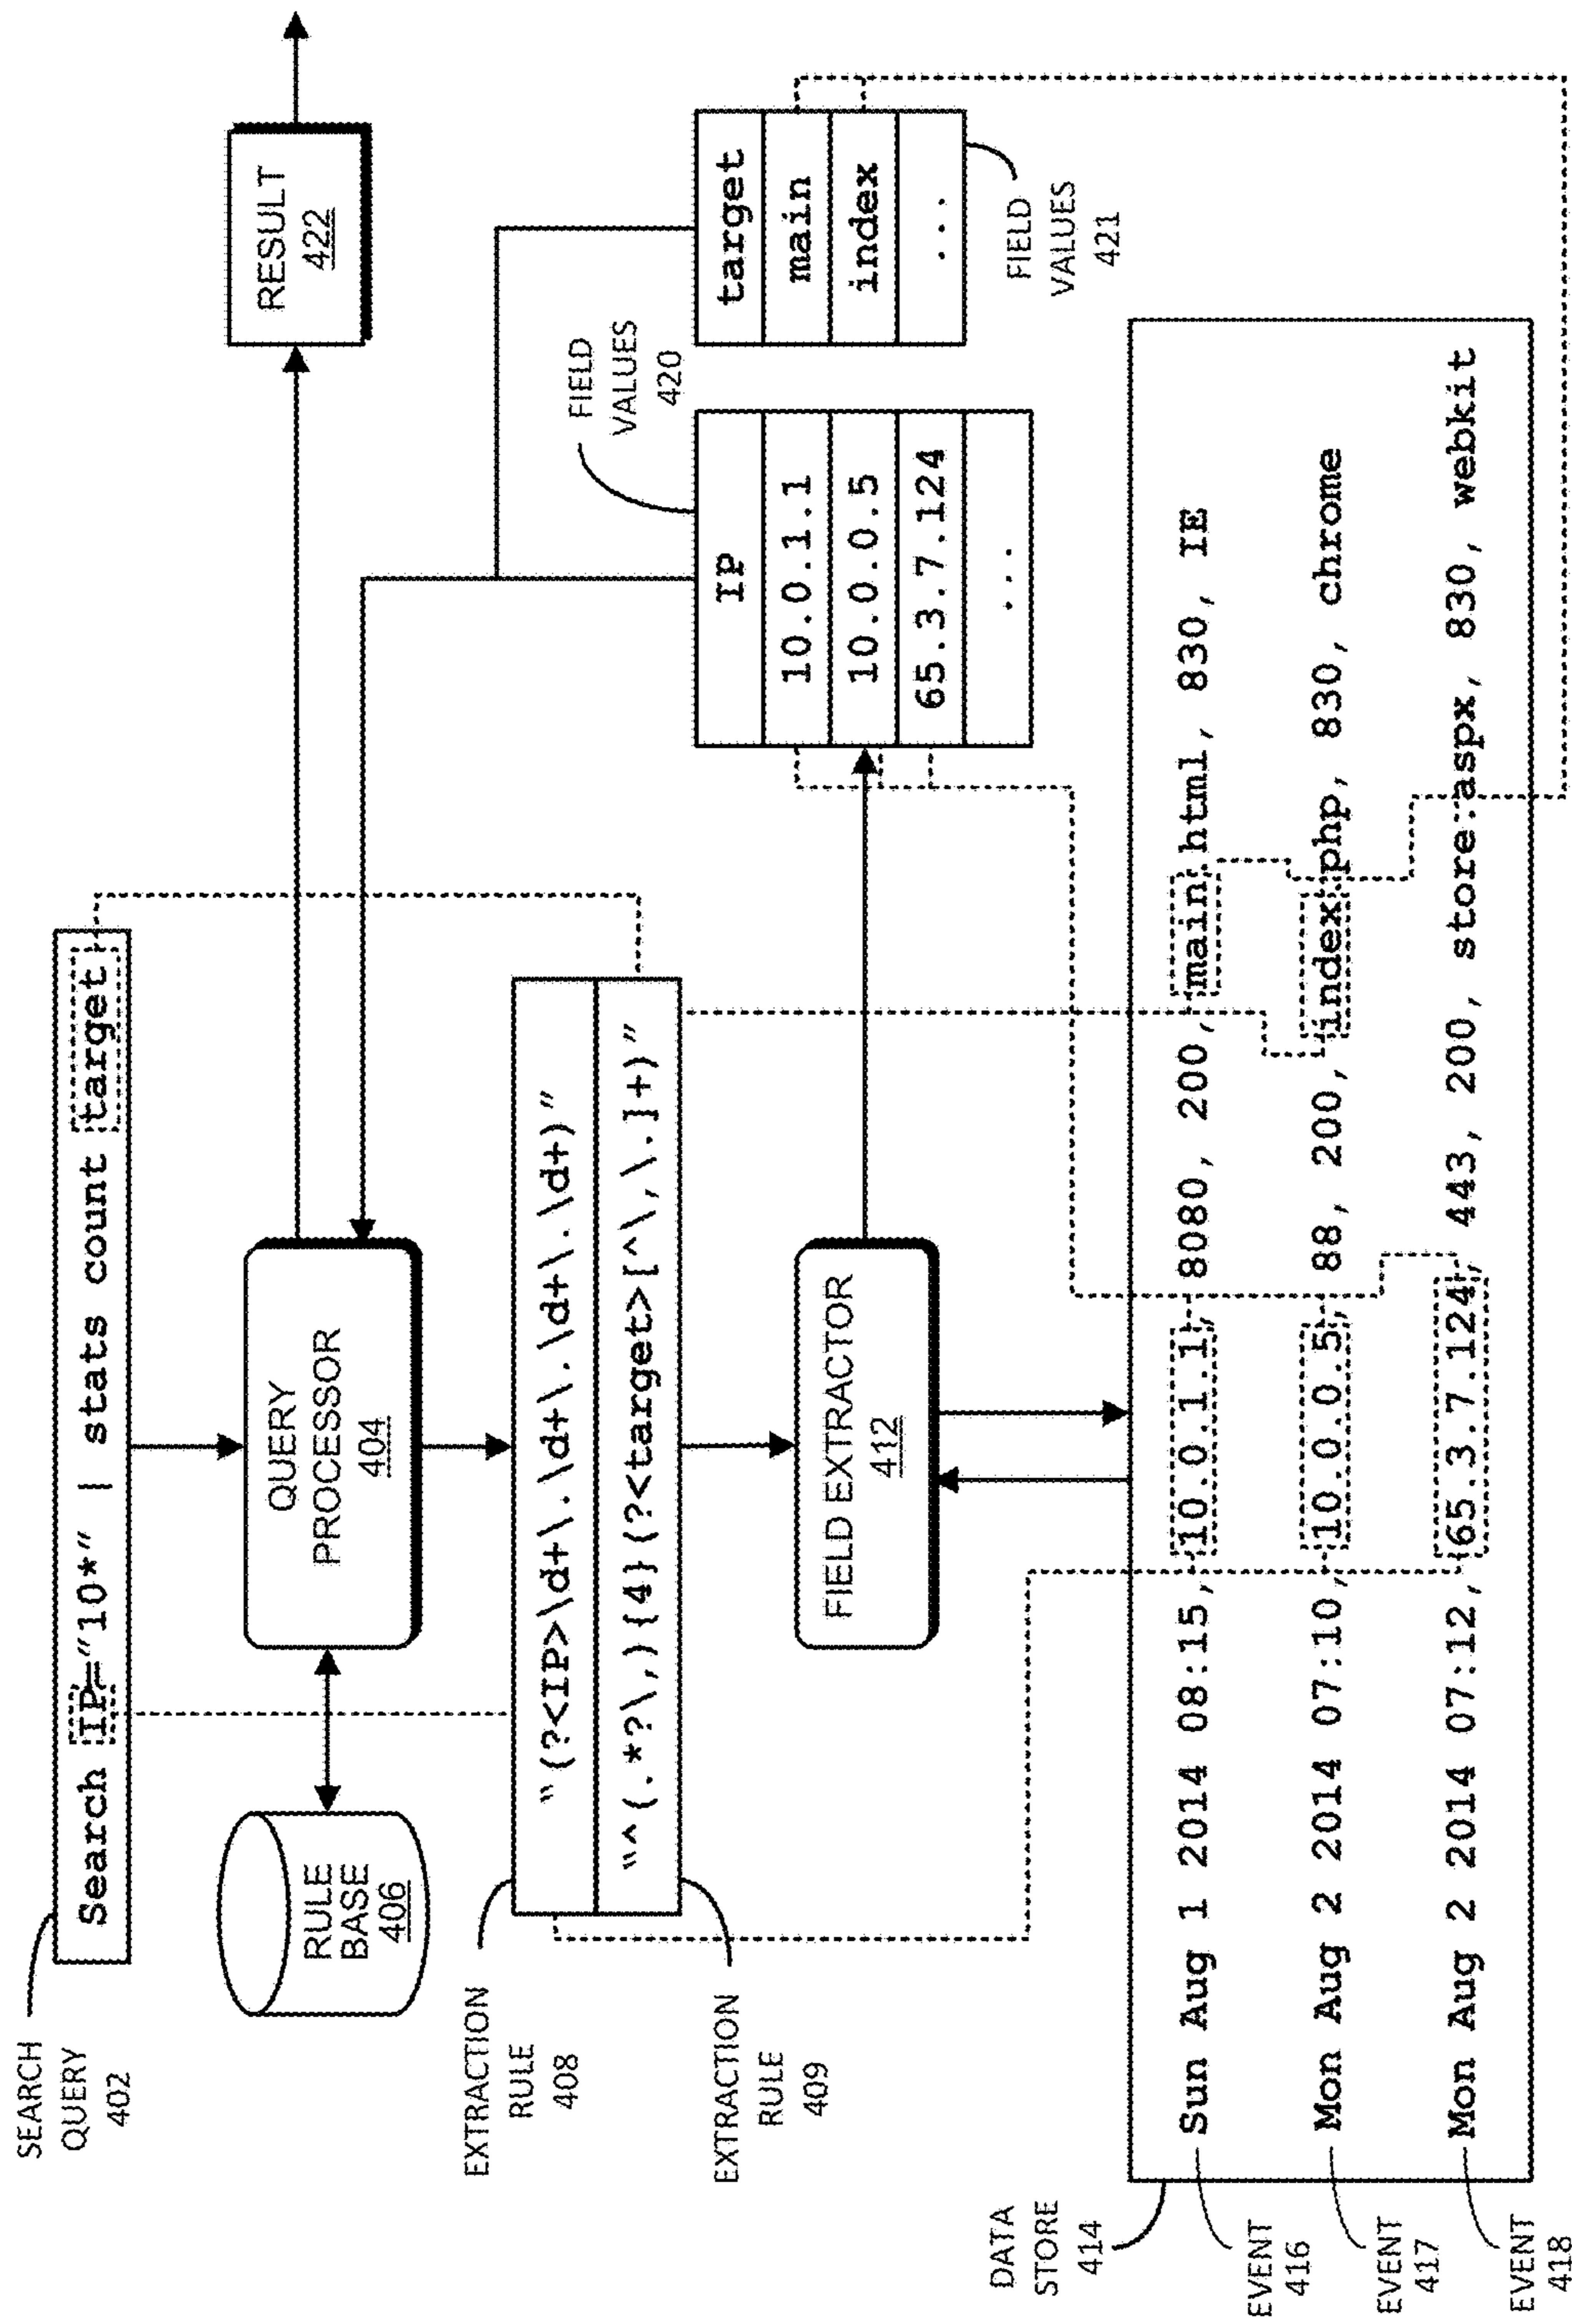 SEARCH
QUERY
402
Search IP="10*" | stats count target
RULE
BASE
406
QUERY
PROCESSOR
404
RESULT
422
EXTRACTION
RULE
408
"(?<IP>\d+\.\d+\.\d+\.\d+)"
"^(.*?\,){4}(?<target>[^\,\.]+)"
EXTRACTION
RULE
409
FIELD EXTRACTOR
412
FIELD
VALUES
420
IP
10.0.1.1
10.0.0.5
65.3.7.124
...
target
main
index
...
FIELD
VALUES
421
DATA
STORE
414
EVENT
416
Sun Aug 1 2014 08:15, 10.0.1.1, 8080, 200, main.html, 830, IE
EVENT
417
Mon Aug 2 2014 07:10, 10.0.0.5, 88, 200, index.php, 830, chrome
EVENT
418
Mon Aug 2 2014 07:12, 65.3.7.124, 443, 200, store.aspx, 830, webkit